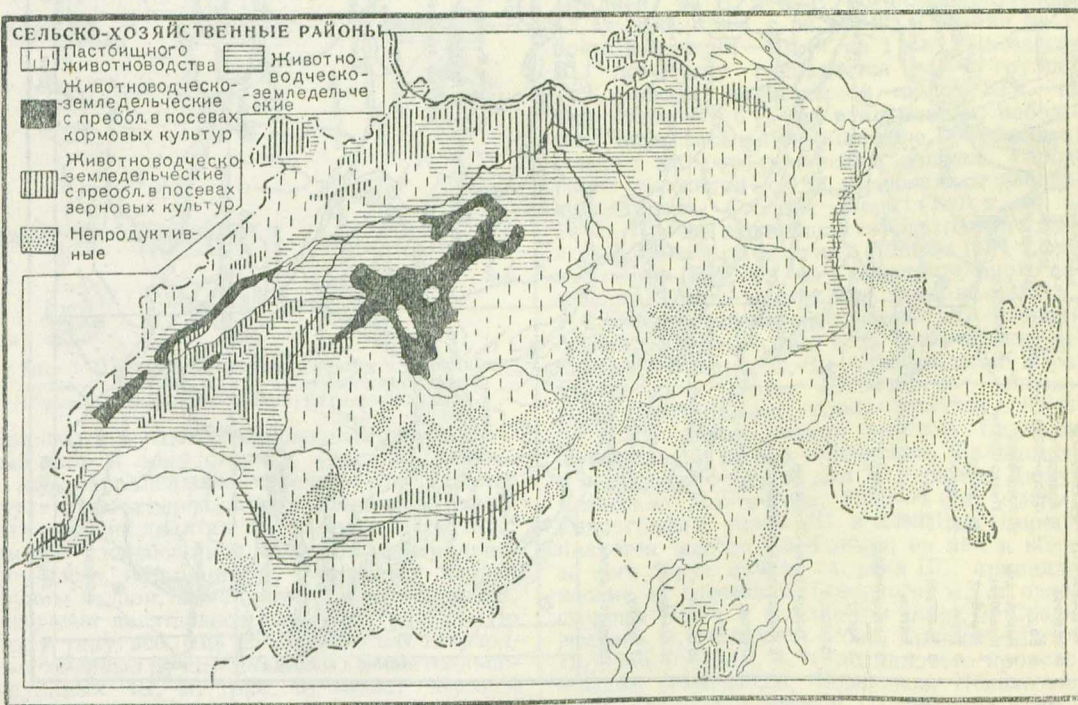 СЕЛЬСКО-ХОЗЯЙСТВЕННЫЕ РАЙОНЫ
Пастбищного
животноводства
Животно-
водческо-
-земледельче
ские
Животноводческо-
-земледельческие
с преобл. в посевах
кормовых культур
Животноводческо-
-земледельческие
с преобл. в посевах
зерновых культур
Непродуктив-
ные